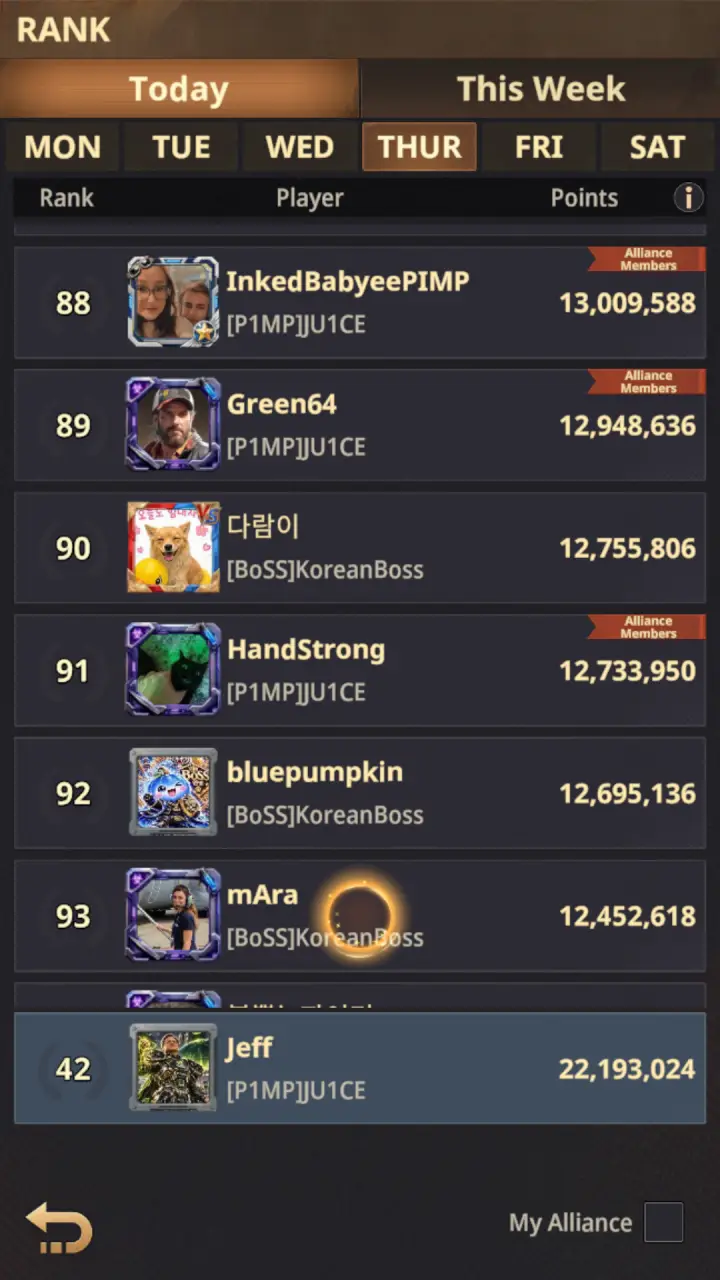 RANK
Today
This Week
MON TUE WED THUR FRI SAT
Rank Player Points
Alliance
Members
88 InkedBabyeePIMP 13,009,588
[P1MP]JU1CE
Alliance
Members
89 Green64 12,948,636
[P1MP]JU1CE
90 다람이 12,755,806
[BoSS]KoreanBoss
Alliance
Members
91 HandStrong 12,733,950
[P1MP]JU1CE
92 bluepumpkin 12,695,136
[BoSS]KoreanBoss
93 mAra 12,452,618
[BoSS]KoreanBoss
42 Jeff 22,193,024
[P1MP]JU1CE
My Alliance